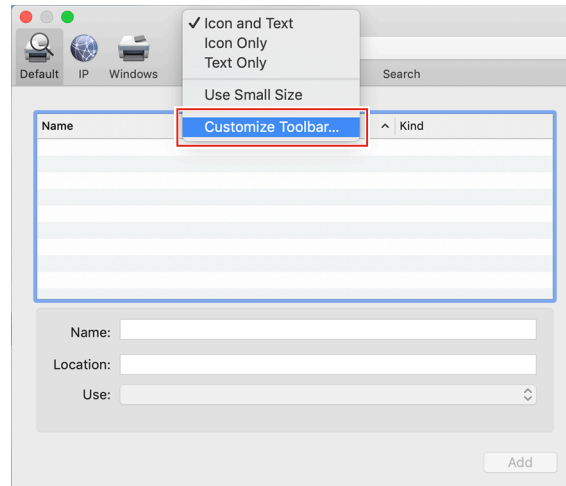 ✓ Icon and Text
Icon Only
Text Only
Use Small Size
Customize Toolbar...
Default IP Windows Search
Name Kind
Name:
Location:
Use:
Add